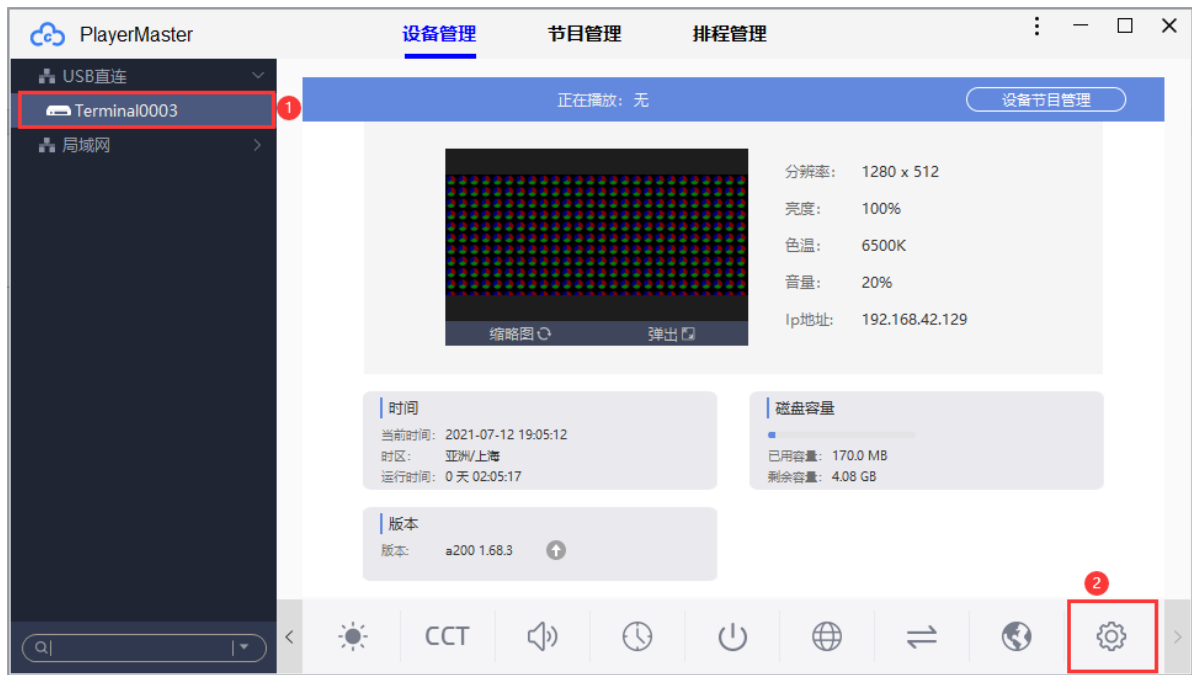 PlayerMaster
设备管理
节目管理
排程管理
USB直连
Terminal0003
1
局域网
正在播放：无
设备节目管理
分辨率： 1280 x 512
亮度： 100%
色温： 6500K
音量： 20%
Ip地址: 192.168.42.129
缩略图
弹出
时间
当前时间： 2021-07-12 19:05:12
时区： 亚洲/上海
运行时间： 0 天 02:05:17
磁盘容量
已用容量： 170.0 MB
剩余容量： 4.08 GB
版本
版本: a200 1.68.3
2
CCT